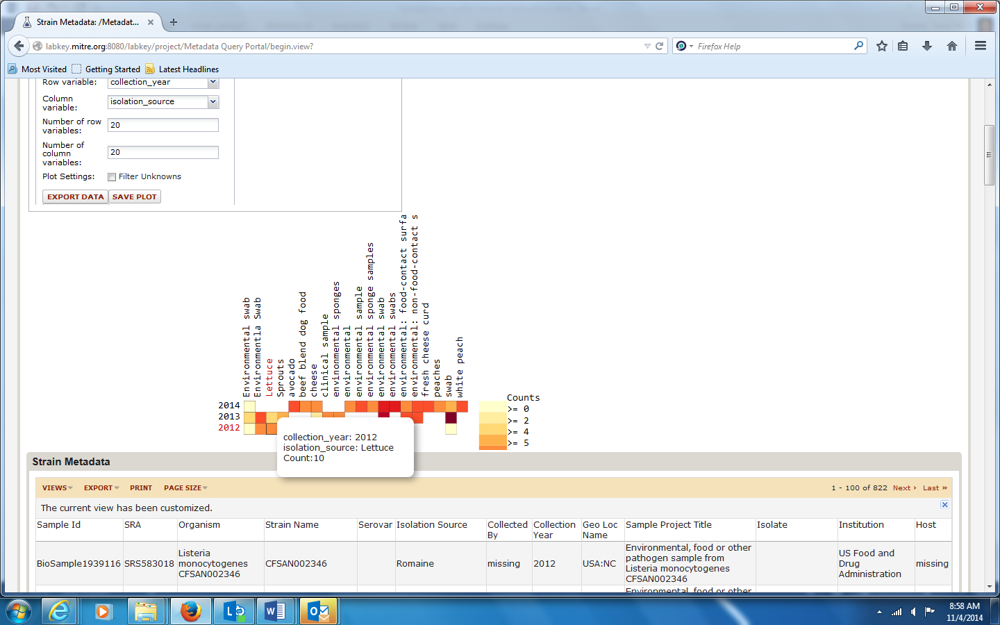 Strain Metadata: /Metadat...
labkey.mitre.org:8080/labkey/project/Metadata Query Portal/begin.view?
Firefox Help
Most Visited
Getting Started
Latest Headlines
Row variable:
collection_year
Column
variable:
isolation_source
Number of row
variables:
20
Number of
column
variables:
20
Plot Settings:
Filter Unknowns
EXPORT DATA
SAVE PLOT
Environmental swab
Environmentla Swab
Lettuce
Sprouts
avocado
beef blend dog food
cheese
clinical sample
envinonmental sponges
environmental
environmental sample
environmental sponge samples
environmental swab
environmental swabs
environmental: food-contact surfa
environmental: non-food-contact s
fresh cheese curd
peaches
swab
white peach
2014
2013
2012
Counts
>= 0
>= 2
>= 4
>= 5
collection_year: 2012
isolation_source: Lettuce
Count:10
Strain Metadata
VIEWS
EXPORT
PRINT
PAGE SIZE
1 - 100 of 822 Next › Last »
The current view has been customized.
Sample Id
SRA
Organism
Strain Name
Serovar
Isolation Source
Collected
By
Collection
Year
Geo Loc
Name
Sample Project Title
Isolate
Institution
Host
BioSample1939116
SRS583018
Listeria
monocytogenes
CFSAN002346
CFSAN002346
Romaine
missing
2012
USA:NC
Environmental, food or other
pathogen sample from
Listeria monocytogenes
CFSAN002346
US Food and
Drug
Administration
missing
Environmental, food or other
8:58 AM
11/4/2014